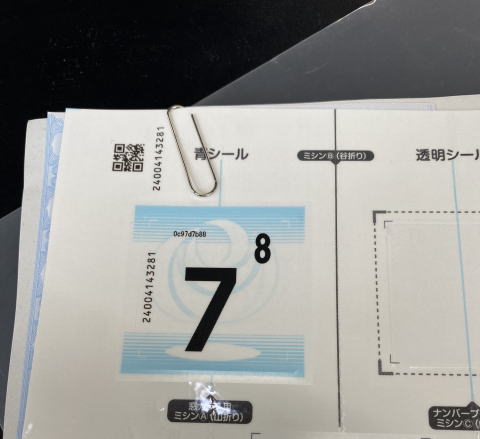 24004143281
青シール
ミシンⒷ(谷折り)
透明シール
0c97d7b88
24004143281
7
8
ミシンⒶ(山折り)
ナンバープ
ミシンⒸ